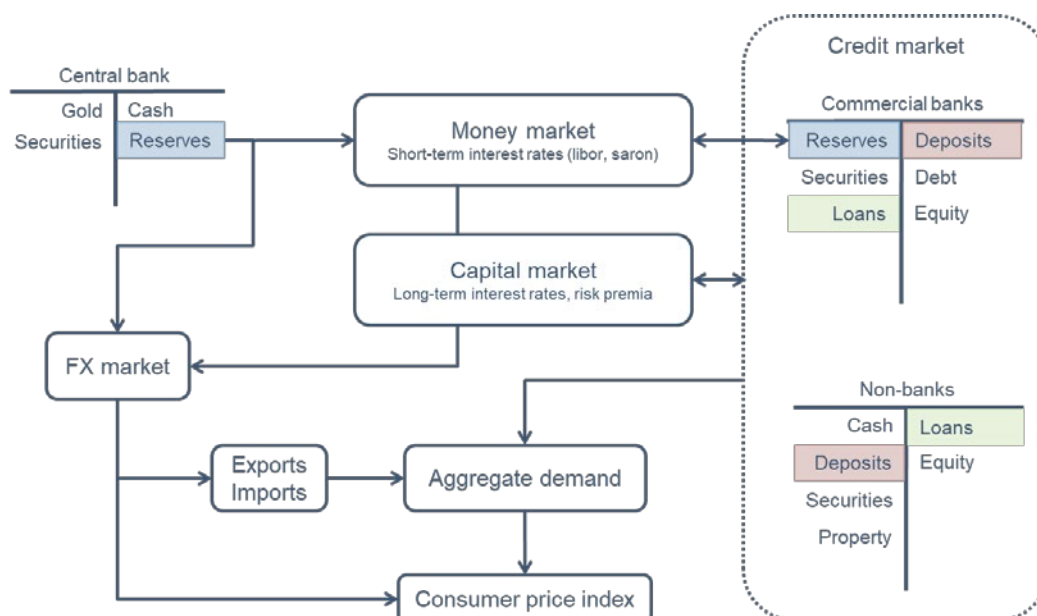 Credit market
Central bank
Gold Cash
Securities Reserves
Money market
Short-term interest rates (libor, saron)
Commercial banks
Reserves Deposits
Securities Debt
Loans Equity
Capital market
Long-term interest rates, risk premia
FX market
Non-banks
Cash Loans
Deposits Equity
Securities
Property
Exports
Imports
Aggregate demand
Consumer price index